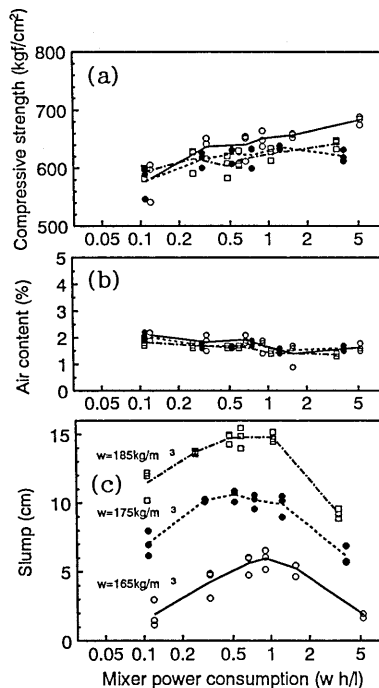 Compressive strength (kgf/cm²)
800
700
600
500
(a)
0.05 0.1 0.2 0.5 1 2 5
Air content (%)
5
4
3
2
1
0
(b)
0.05 0.1 0.2 0.5 1 2 5
Slump (cm)
15
10
5
0
w=185kg/m ³
(c)
w=175kg/m ³
w=165kg/m ³
0.05 0.1 0.2 0.5 1 2 5
Mixer power consumption (w h/l)